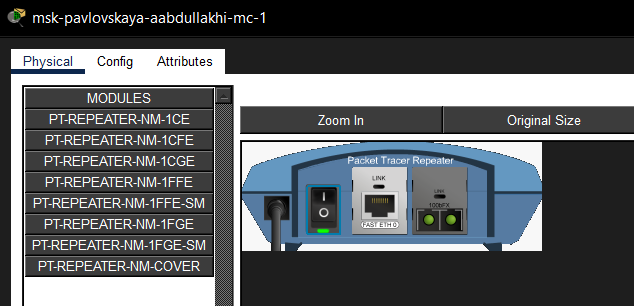 msk-pavlovskaya-aabdullakhi-mc-1
Physical Config Attributes
MODULES
PT-REPEATER-NM-1CE
PT-REPEATER-NM-1CFE
PT-REPEATER-NM-1CGE
PT-REPEATER-NM-1FFE
PT-REPEATER-NM-1FFE-SM
PT-REPEATER-NM-1FGE
PT-REPEATER-NM-1FGE-SM
PT-REPEATER-NM-COVER
Zoom In Original Size
Packet Tracer Repeater
LINK
FAST ETH 0
LINK
100bFX